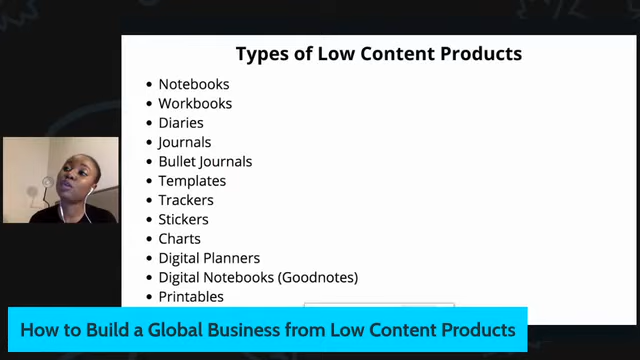 Types of Low Content Products
Notebooks
Workbooks
Diaries
Journals
Bullet Journals
Templates
Trackers
Stickers
Charts
Digital Planners
Digital Notebooks (Goodnotes)
Printables
How to Build a Global Business from Low Content Products